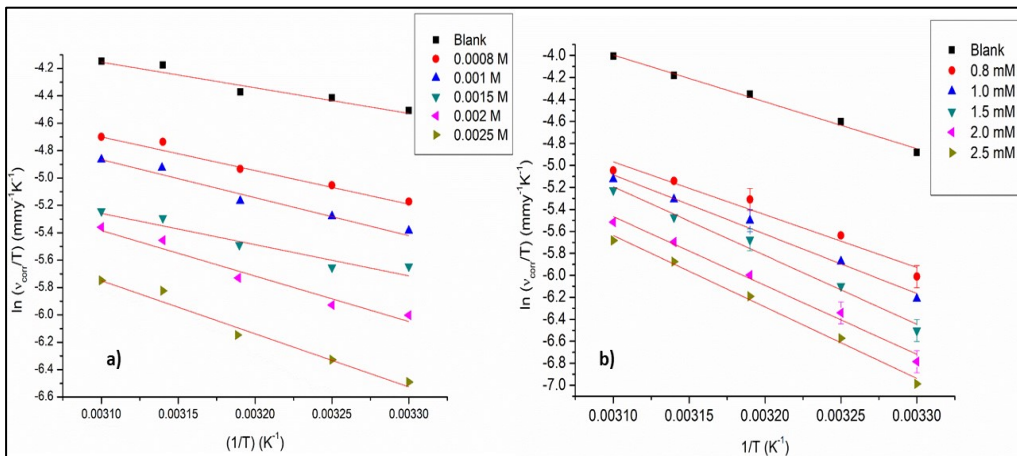 Blank
0.0008 M
0.001 M
0.0015 M
0.002 M
0.0025 M
-4.2
-4.4
-4.6
-4.8
-5.0
-5.2
-5.4
-5.6
-5.8
-6.0
-6.2
-6.4
-6.6
ln (νcorr/T) (mmy-1K-1)
a)
0.00310
0.00315
0.00320
0.00325
0.00330
(1/T) (K-1)
Blank
0.8 mM
1.0 mM
1.5 mM
2.0 mM
2.5 mM
-4.0
-4.2
-4.4
-4.6
-4.8
-5.0
-5.2
-5.4
-5.6
-5.8
-6.0
-6.2
-6.4
-6.6
-6.8
-7.0
ln (νcorr/T) (mmy-1K-1)
b)
0.00310
0.00315
0.00320
0.00325
0.00330
1/T (K-1)